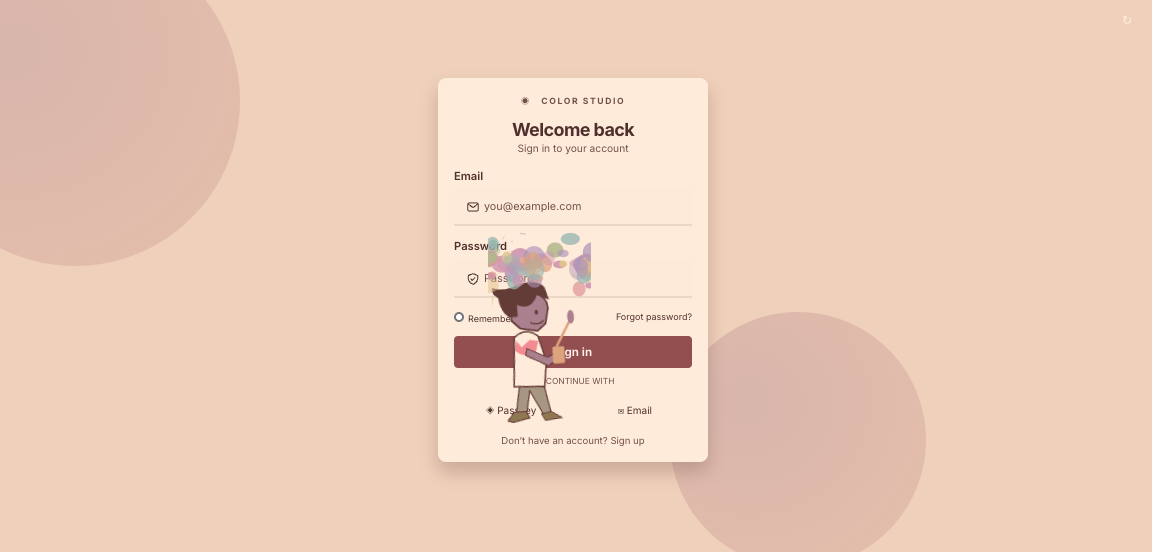 COLOR STUDIO
Welcome back
Sign in to your account
Email
you@example.com
Password
Password
Forgot password?
CONTINUE WITH
Email
Don't have an account? Sign up